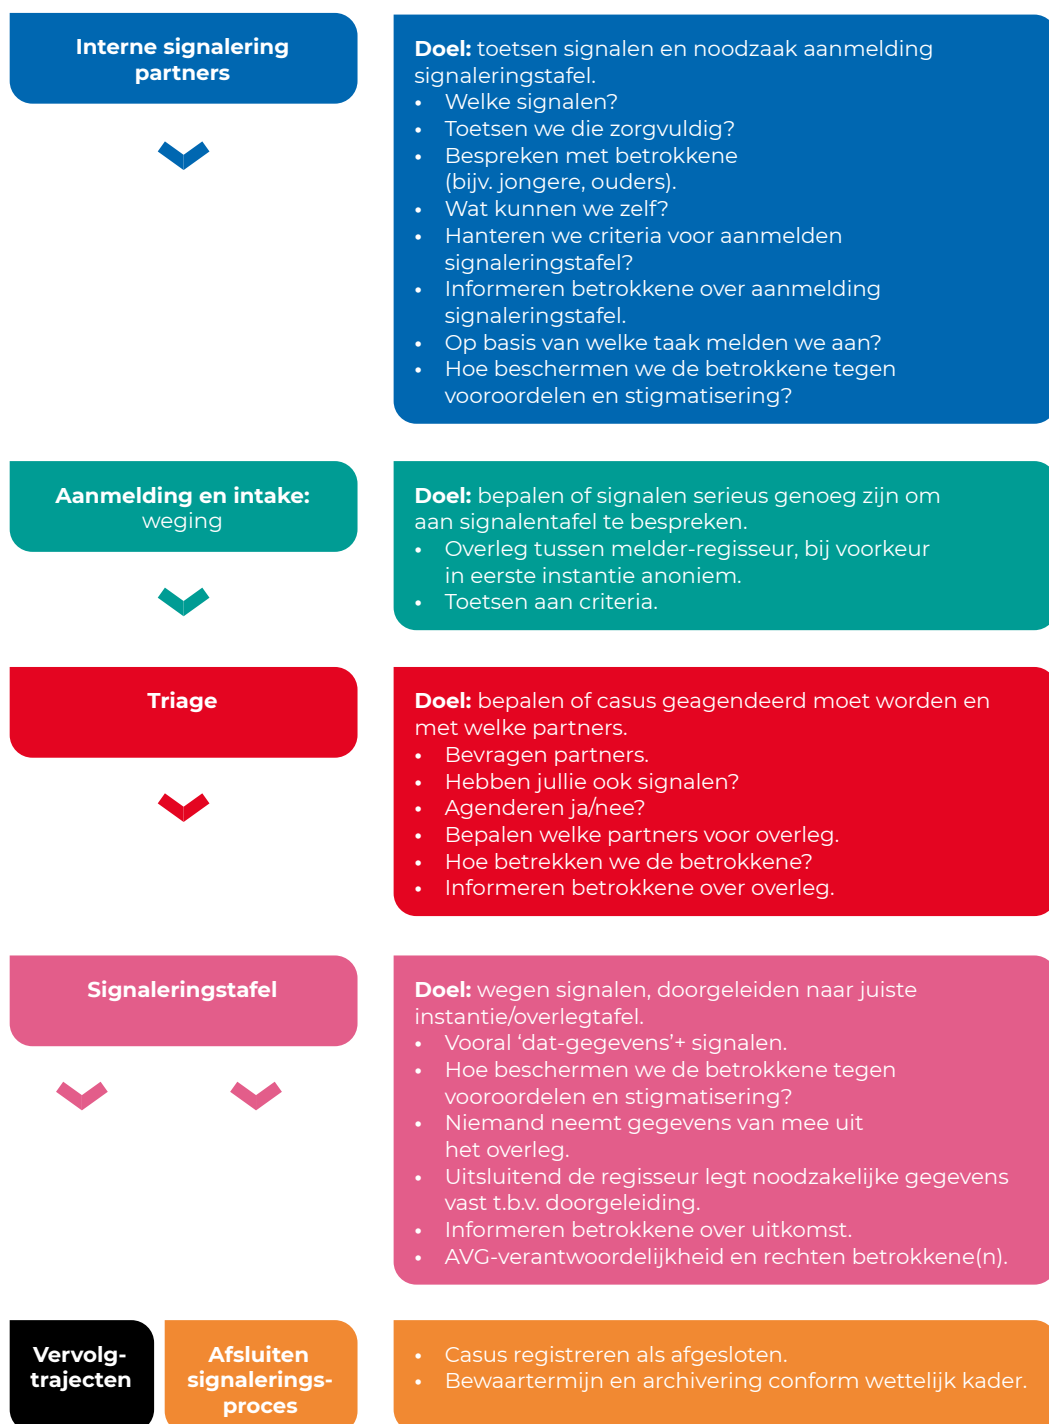 Interne signalering
partners
Doel: toetsen signalen en noodzaak aanmelding
signaleringstafel.
• Welke signalen?
• Toetsen we die zorgvuldig?
• Bespreken met betrokkene
(bijv. jongere, ouders).
• Wat kunnen we zelf?
• Hanteren we criteria voor aanmelden
signaleringstafel?
• Informeren betrokkene over aanmelding
signaleringstafel.
• Op basis van welke taak melden we aan?
• Hoe beschermen we de betrokkene tegen
vooroordelen en stigmatisering?
Aanmelding en intake:
weging
Doel: bepalen of signalen serieus genoeg zijn om
aan signalentafel te bespreken.
• Overleg tussen melder-regisseur, bij voorkeur
in eerste instantie anoniem.
• Toetsen aan criteria.
Triage
Doel: bepalen of casus geagendeerd moet worden en
met welke partners.
• Bevragen partners.
• Hebben jullie ook signalen?
• Agenderen ja/nee?
• Bepalen welke partners voor overleg.
• Hoe betrekken we de betrokkene?
• Informeren betrokkene over overleg.
Signaleringstafel
Doel: wegen signalen, doorgeleiden naar juiste
instantie/overlegtafel.
• Vooral ‘dat-gegevens’+ signalen.
• Hoe beschermen we de betrokkene tegen
vooroordelen en stigmatisering?
• Niemand neemt gegevens van mee uit
het overleg.
• Uitsluitend de regisseur legt noodzakelijke gegevens
vast t.b.v. doorgeleiding.
• Informeren betrokkene over uitkomst.
• AVG-verantwoordelijkheid en rechten betrokkene(n).
Vervolg-
trajecten
Afsluiten
signalerings-
proces
• Casus registreren als afgesloten.
• Bewaartermijn en archivering conform wettelijk kader.